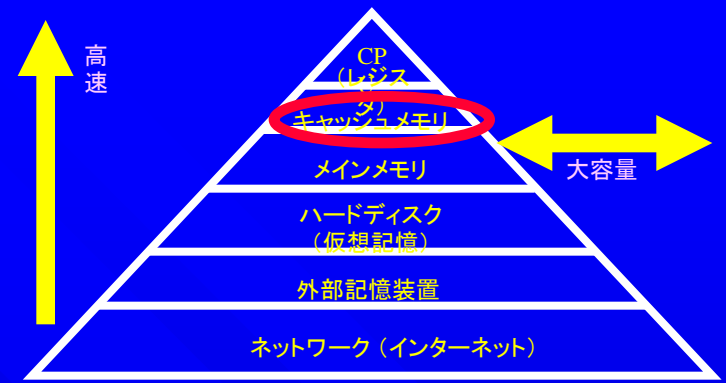 高
速
CP
(レジス
タ)
キャッシュメモリ
メインメモリ
大容量
ハードディスク
(仮想記憶)
外部記憶装置
ネットワーク(インターネット)